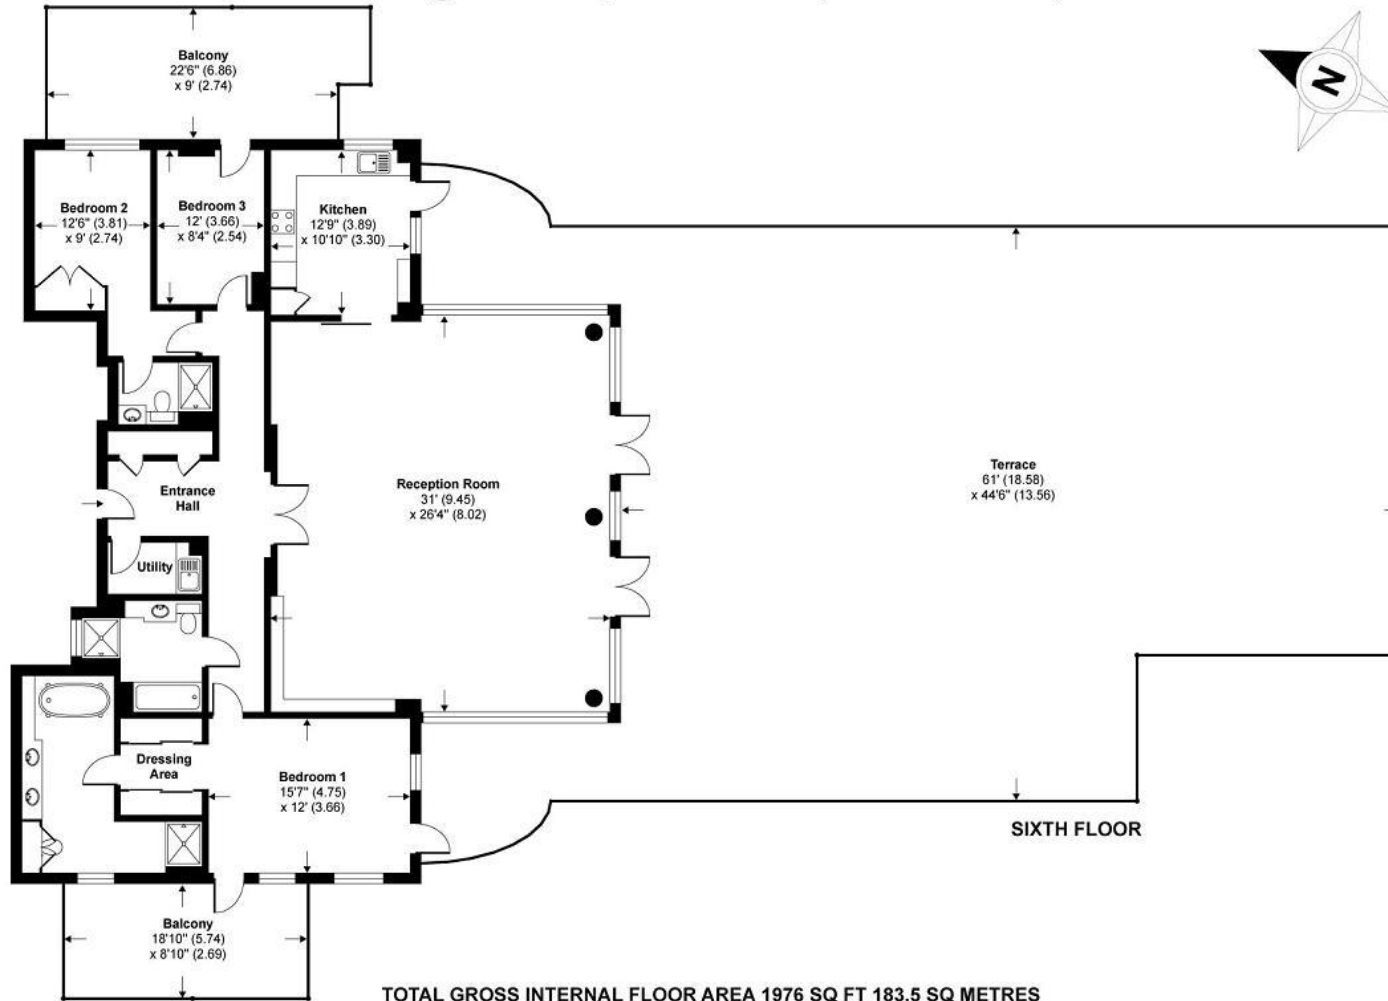 Balcony
22'6" (6.86)
x 9' (2.74)
N
Bedroom 2
12'6" (3.81)
x 9' (2.74)
Bedroom 3
12' (3.66)
x 8'4" (2.54)
Kitchen
12'9" (3.89)
x 10'10" (3.30)
Reception Room
31' (9.45)
x 26'4" (8.02)
Terrace
61' (18.58)
x 44'6" (13.56)
Entrance
Hall
Utility
Dressing
Area
Bedroom 1
15'7" (4.75)
x 12' (3.66)
SIXTH FLOOR
Balcony
18'10" (5.74)
x 8'10" (2.69)
TOTAL GROSS INTERNAL FLOOR AREA 1976 SQ FT 183.5 SQ METRES